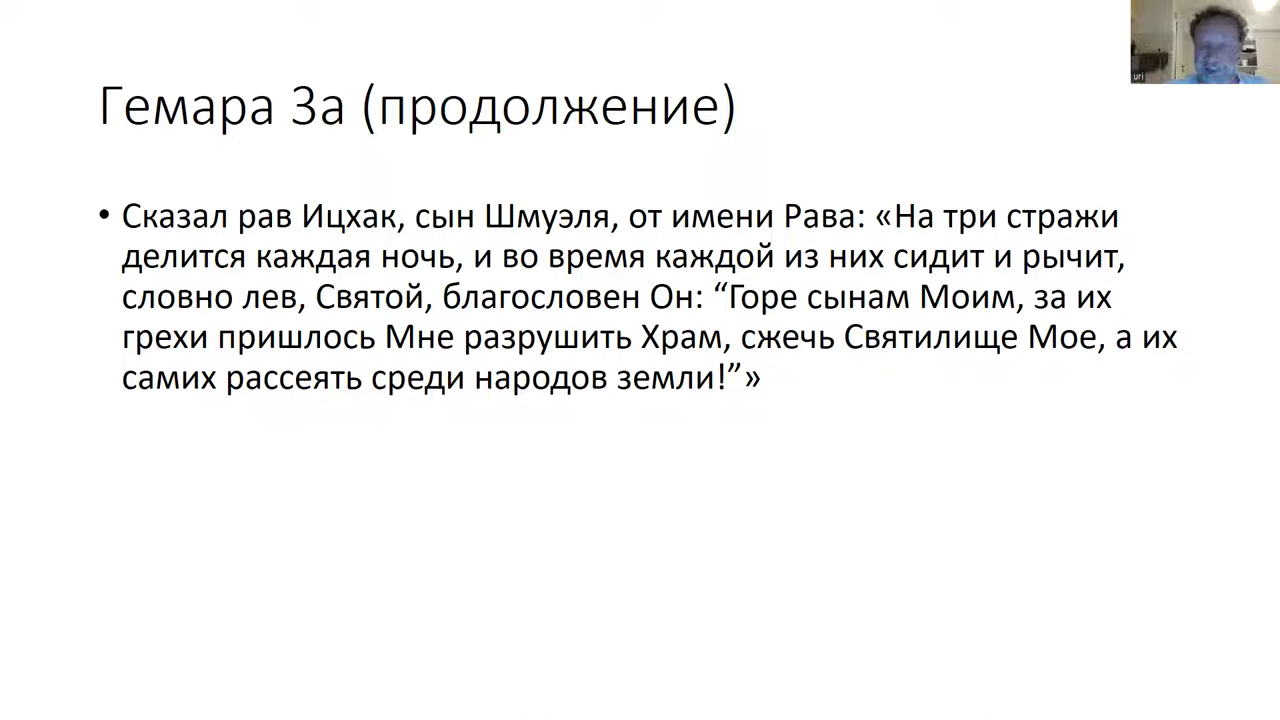 uri
Гемара 3а (продолжение)
• Сказал рав Ицхак, сын Шмуэля, от имени Рава: «На три стражи
делится каждая ночь, и во время каждой из них сидит и рычит,
словно лев, Святой, благословен Он: “Горе сынам Моим, за их
грехи пришлось Мне разрушить Храм, сжечь Святилище Мое, а их
самих рассеять среди народов земли!”»